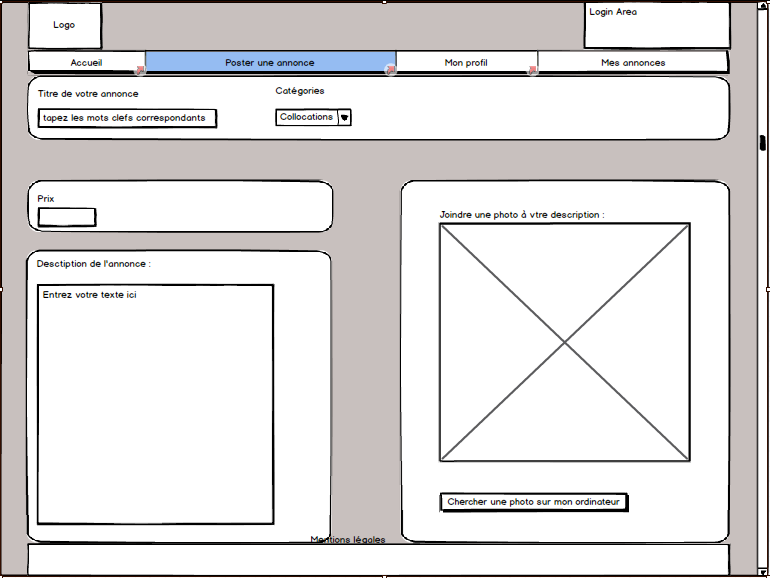 Logo
Login Area
Accueil
Poster une annonce
Mon profil
Mes annonces
Titre de votre annonce
Catégories
tapez les mots clefs correspondants
Collocations
Prix
Joindre une photo à vtre description :
Desctiption de l'annonce :
Entrez votre texte ici
Chercher une photo sur mon ordinateur
Mentions légales